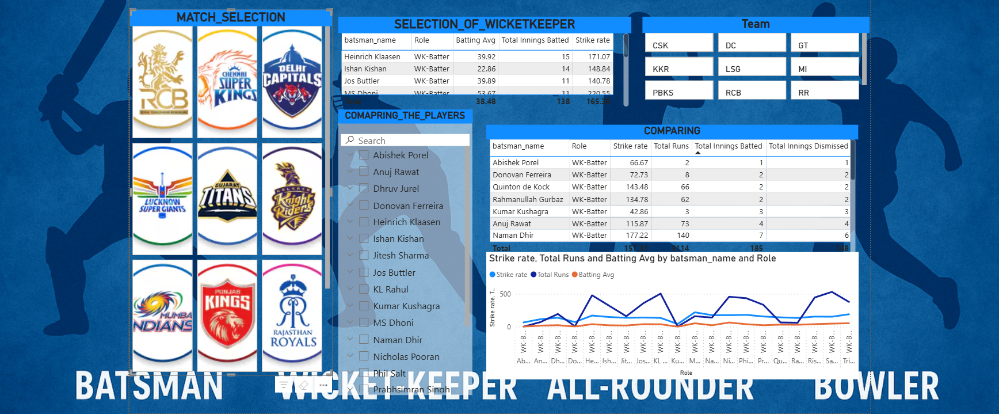 MATCH_SELECTION
RCB
CHENNAI
SUPER
KINGS
DELHI
CAPITALS
LUCKNOW
SUPER GIANTS
GUJARAT
TITANS
KOLKATA
Knight
Riders
MUMBA
NDIANS
PUNJAB
KINGS
RAJASTHAN
ROYALS
SELECTION_OF_WICKETKEEPER
batsman_name Role Batting Avg Total Innings Batted Strike rate
Heinrich Klaasen WK-Batter 39.92 15 171.07
Ishan Kishan WK-Batter 22.86 14 148.84
Jos Buttler WK-Batter 39.89 11 140.78
MS Dhoni WK-Batter 53.67 11 220.55
Total 38.48 138
Team
CSK DC GT
KKR LSG MI
PBKS RCB RR
COMAPRING_THE_PLAYERS
Search
Abishek Porel
Anuj Rawat
Dhruv Jurel
Donovan Ferreira
Heinrich Klaasen
Ishan Kishan
Jitesh Sharma
Jos Buttler
KL Rahul
Kumar Kushagra
MS Dhoni
Naman Dhir
Nicholas Pooran
Phil Salt
Prabhsimran Singh
COMPARING
batsman_name Role Strike rate Total Runs Total Innings Batted Total Innings Dismissed
Abishek Porel WK-Batter 66.67 2 1 1
Donovan Ferreira WK-Batter 72.73 8 2 2
Quinton de Kock WK-Batter 143.48 66 2 2
Rahmanullah Gurbaz WK-Batter 134.78 62 2 2
Kumar Kushagra WK-Batter 42.86 3 3 3
Anuj Rawat WK-Batter 115.87 73 4 4
Naman Dhir WK-Batter 177.22 140 7 6
Total 185
Strike rate, Total Runs and Batting Avg by batsman_name and Role
Strike rate Total Runs Batting Avg
Strike rate, T...
500
0
WK-B... WK-B... WK-B... WK-B... WK-B... WK-B... WK-B... WK-B... WK-B... WK-B... WK-B... WK-B... WK-B... WK-B... WK-B... WK-B... WK-B... WK-B... WK-B... WK-B...
Ab... An... Dh... Do... He... Ish... Jit... Jos... KL ... Ku... M... Na... Ni... Phi... Pr... Qu... Ra... Ris... Sa... Tri...
Role
BATSMAN WICKET-KEEPER ALL-ROUNDER BOWLER